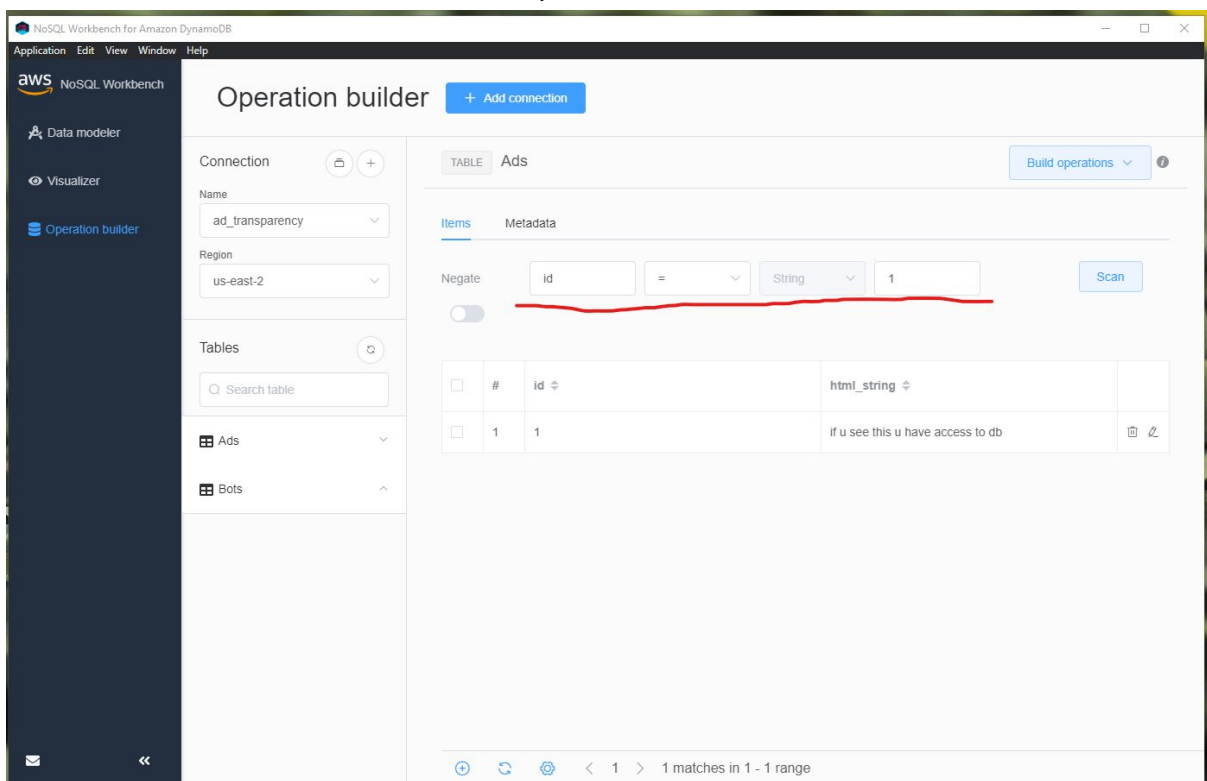 NoSQL Workbench for Amazon DynamoDB
Application Edit View Window Help
aws NoSQL Workbench
Data modeler
Visualizer
Operation builder
Operation builder
+ Add connection
Connection
Name
ad_transparency
Region
us-east-2
Tables
Search table
Ads
Bots
TABLE Ads
Build operations
Items Metadata
Negate id = String 1 Scan
# id html_string
1 1 if u see this u have access to db
1 1 matches in 1 - 1 range